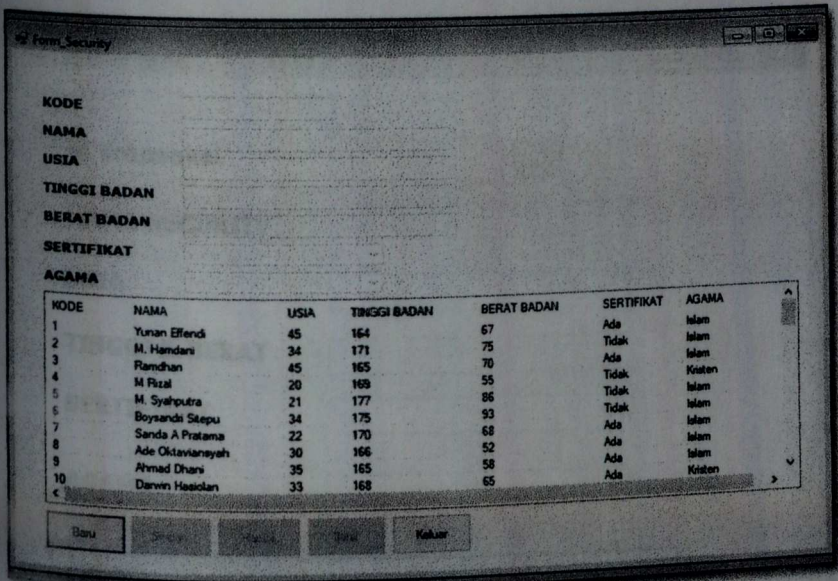 Form_Security
KODE
NAMA
USIA
TINGGI BADAN
BERAT BADAN
SERTIFIKAT
AGAMA
KODE NAMA USIA TINGGI BADAN BERAT BADAN SERTIFIKAT AGAMA
1 Yunan Effendi 45 164 67 Ada Islam
2 M. Hamdani 34 171 75 Tidak Islam
3 Ramdhan 45 165 70 Ada Islam
4 M Rizal 20 169 55 Tidak Kristen
5 M. Syahputra 21 177 86 Tidak Islam
6 Boysandi Sitepu 34 175 93 Tidak Islam
7 Sanda A Pratama 22 170 68 Ada Islam
8 Ade Oktaviansyah 30 166 52 Ada Islam
9 Ahmad Dhani 35 165 58 Ada Islam
10 Darwin Hasiolan 33 168 65 Ada Kristen
Baru Keluar